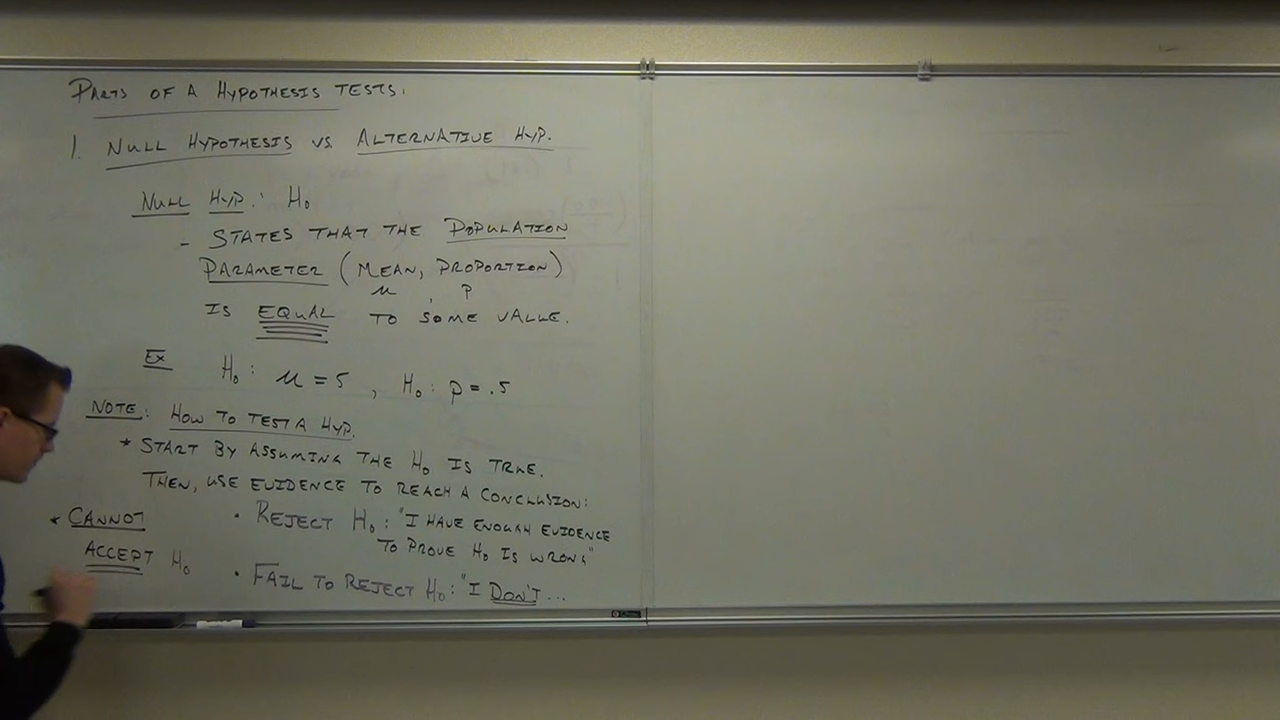 PARTS OF A HYPOTHESIS TESTS.
1. NULL HYPOTHESIS VS. ALTERNATIVE HYP.
NULL HYP: H₀
- STATES THAT THE POPULATION
PARAMETER (MEAN, PROPORTION)
μ , p
IS EQUAL TO SOME VALUE.
Ex H₀: μ = 5 , H₀: p = .5
NOTE: HOW TO TEST A HYP.
* START BY ASSUMING THE H₀ IS TRUE.
THEN, USE EVIDENCE TO REACH A CONCLUSION:
• REJECT H₀: "I HAVE ENOUGH EVIDENCE
TO PROVE H₀ IS WRONG"
• FAIL TO REJECT H₀: "I DON'T ...
* CANNOT
ACCEPT H₀